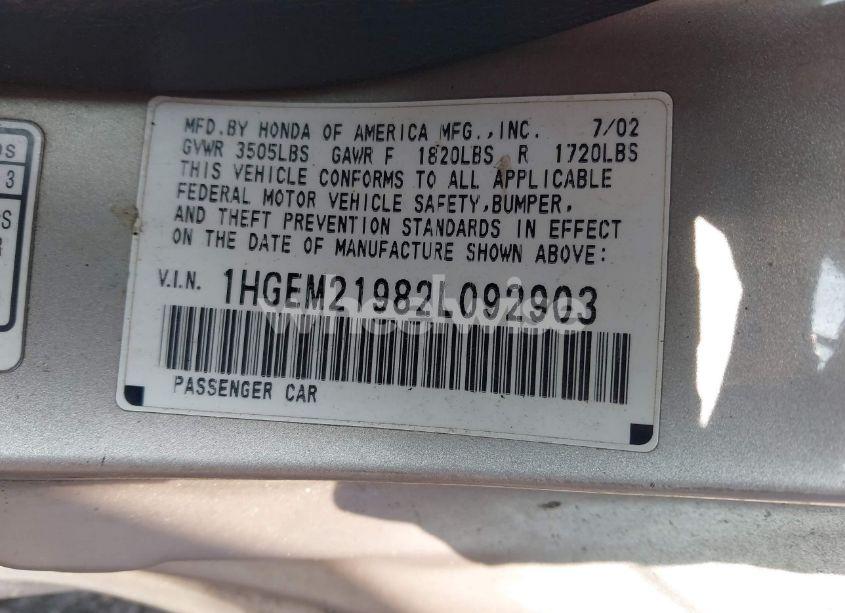 MFD.BY HONDA OF AMERICA MFG.,INC. 7/02
GVWR 3505LBS GAWR F 1820LBS R 1720LBS
THIS VEHICLE CONFORMS TO ALL APPLICABLE
FEDERAL MOTOR VEHICLE SAFETY,BUMPER,
AND THEFT PREVENTION STANDARDS IN EFFECT
ON THE DATE OF MANUFACTURE SHOWN ABOVE:
V.I.N. 1HGEM21982L092903
wheelwise
PASSENGER CAR
3